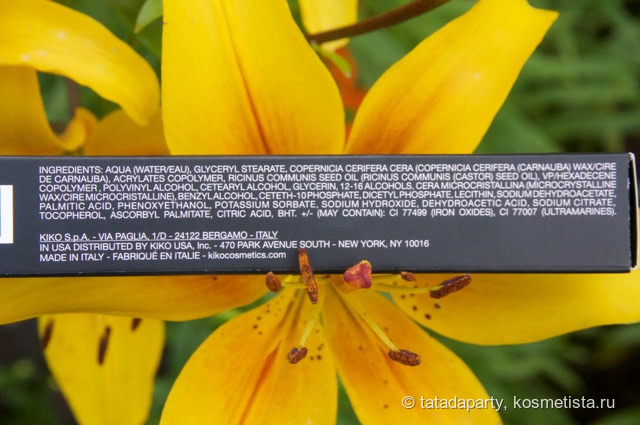 INGREDIENTS: AQUA (WATER/EAU), GLYCERYL STEARATE, COPERNICIA CERIFERA CERA (COPERNICIA CERIFERA (CARNAUBA) WAX/CIRE
DE CARNAUBA), ACRYLATES COPOLYMER, RICINUS COMMUNIS SEED OIL (RICINUS COMMUNIS (CASTOR) SEED OIL), VP/HEXADECENE
COPOLYMER, POLYVINYL ALCOHOL, CETEARYL ALCOHOL, GLYCERIN, 12-16 ALCOHOLS, CERA MICROCRISTALLINA (MICROCRYSTALLINE
WAX/CIRE MICROCRISTALLINE), BENZYL ALCOHOL, CETETH-10 PHOSPHATE, DICETYL PHOSPHATE, LECITHIN, SODIUM DEHYDROACETATE,
PALMITIC ACID, PHENOXYETHANOL, POTASSIUM SORBATE, SODIUM HYDROXIDE, DEHYDROACETIC ACID, SODIUM CITRATE,
TOCOPHEROL, ASCORBYL PALMITATE, CITRIC ACID, BHT. +/- (MAY CONTAIN): CI 77499 (IRON OXIDES), CI 77007 (ULTRAMARINES).
KIKO S.p.A. - VIA PAGLIA, 1/D - 24122 BERGAMO - ITALY
IN USA DISTRIBUTED BY KIKO USA, Inc. - 470 PARK AVENUE SOUTH - NEW YORK, NY 10016
MADE IN ITALY - FABRIQUÉ EN ITALIE - kikocosmetics.com
© tatadaparty, kosmetista.ru